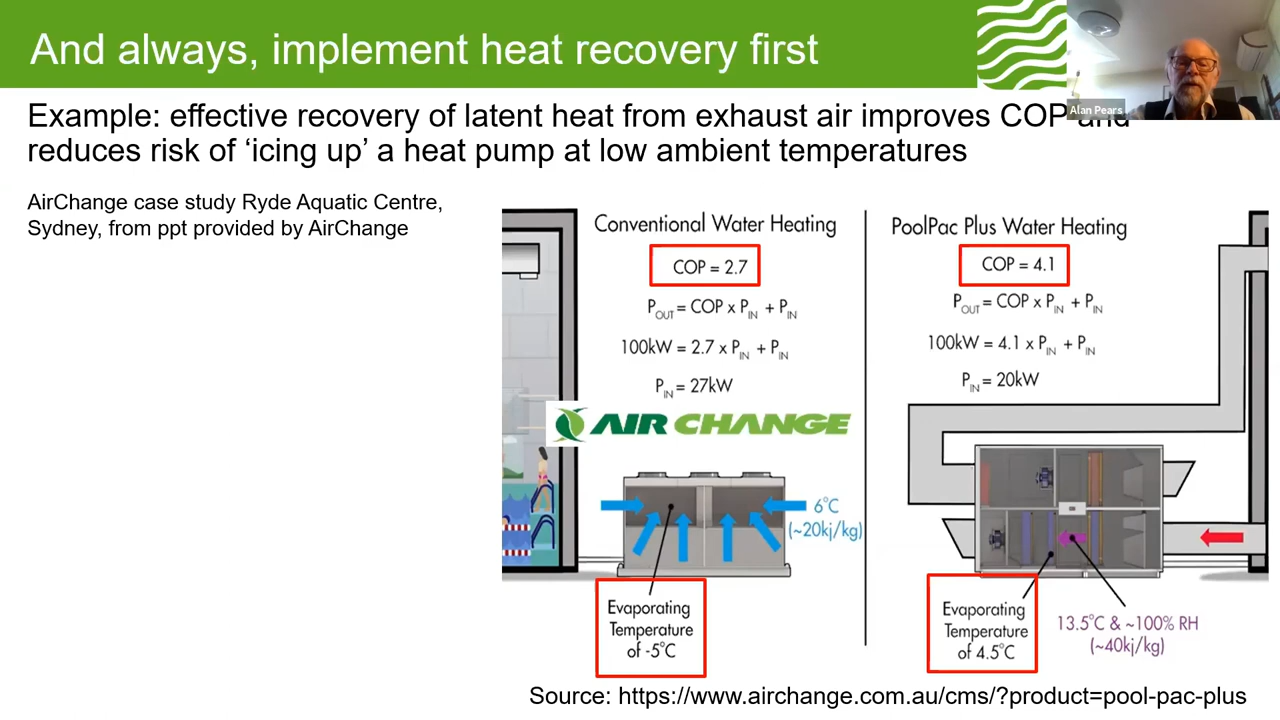 And always, implement heat recovery first
Alan Pears
Example: effective recovery of latent heat from exhaust air improves COP and
reduces risk of ‘icing up’ a heat pump at low ambient temperatures
AirChange case study Ryde Aquatic Centre,
Sydney, from ppt provided by AirChange
Conventional Water Heating
COP = 2.7
POUT = COP x PIN + PIN
100kW = 2.7 x PIN + PIN
PIN = 27kW
AIR CHANGE
6°C
(~20kj/kg)
Evaporating
Temperature
of -5°C
PoolPac Plus Water Heating
COP = 4.1
POUT = COP x PIN + PIN
100kW = 4.1 x PIN + PIN
PIN = 20kW
Evaporating
Temperature
of 4.5°C
13.5°C & ~100% RH
(~40kj/kg)
Source: https://www.airchange.com.au/cms/?product=pool-pac-plus